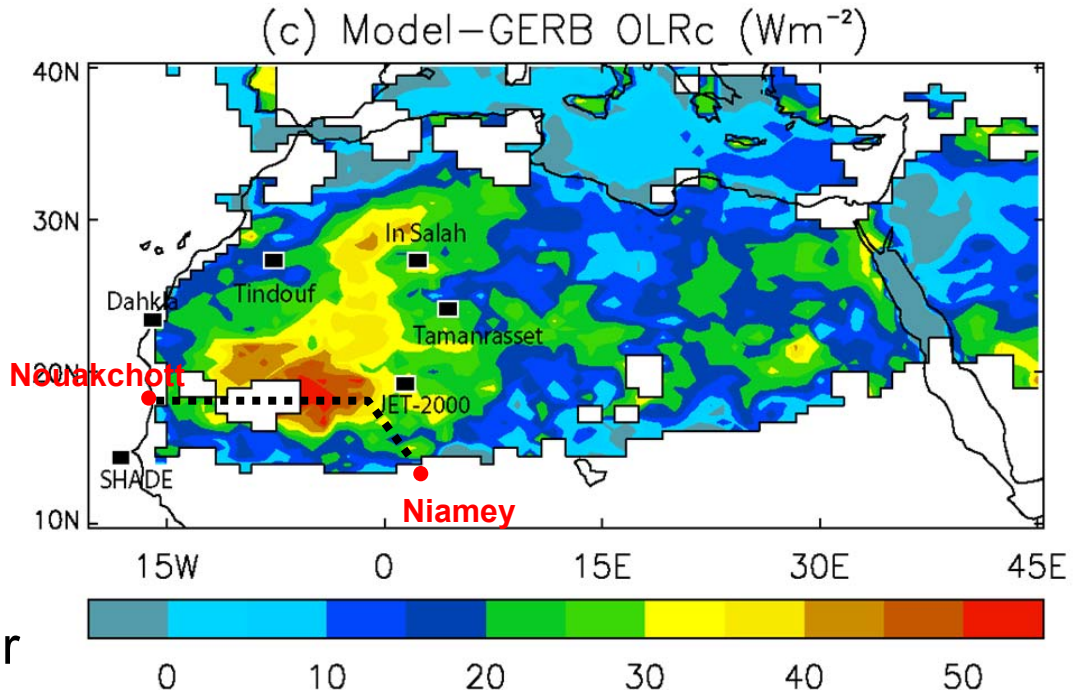 (c) Model-GERB OLRc (Wm⁻²)
40N
30N
In Salah
Tindouf
Dahkla
Tamanrasset
20N
Nouakchott
JET-2000
SHADE
Niamey
10N
15W 0 15E 30E 45E
r
0 10 20 30 40 50